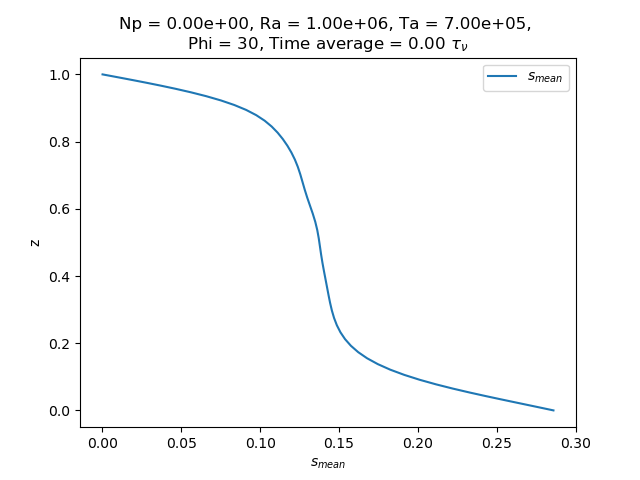 Np = 0.00e+00, Ra = 1.00e+06, Ta = 7.00e+05,
Phi = 30, Time average = 0.00 τν
s_mean
1.0
0.8
0.6
0.4
0.2
0.0
z
0.00 0.05 0.10 0.15 0.20 0.25 0.30
s_mean